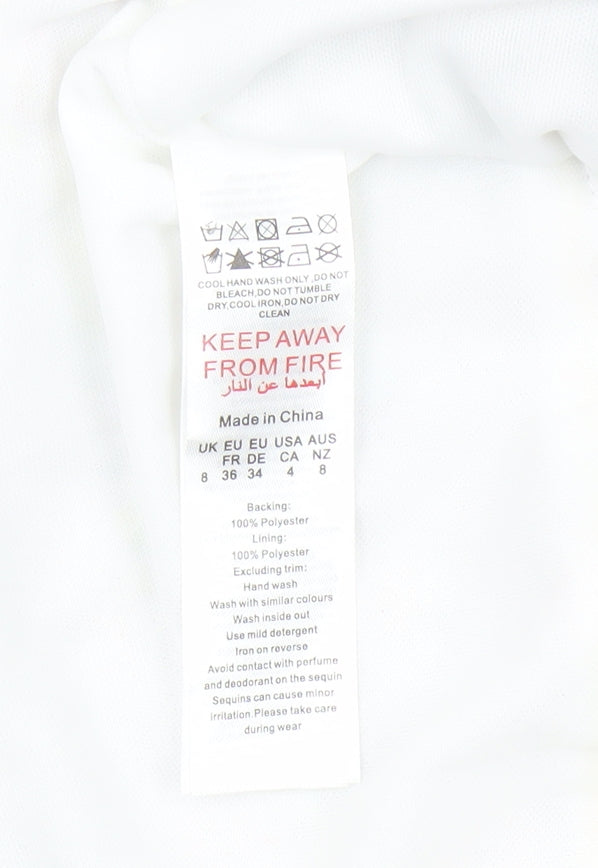 COOL HAND WASH ONLY ,DO NOT
BLEACH,DO NOT TUMBLE
DRY,COOL IRON,DO NOT DRY
CLEAN
KEEP AWAY
FROM FIRE
أبعدها عن النار
Made in China
UK EU EU USA AUS
FR DE CA NZ
8 36 34 4 8
Backing:
100% Polyester
Lining:
100% Polyester
Excluding trim:
Hand wash
Wash with similar colours
Wash inside out
Use mild detergent
Iron on reverse
Avoid contact with perfume
and deodorant on the sequin
Sequins can cause minor
irritation.Please take care
during wear